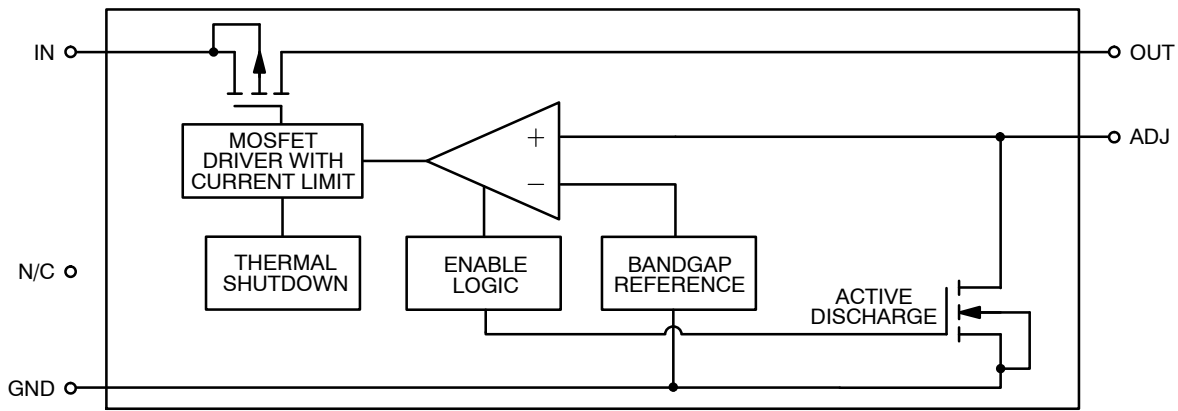 IN
OUT
MOSFET
DRIVER WITH
CURRENT LIMIT
+
−
ADJ
THERMAL
SHUTDOWN
ENABLE
LOGIC
BANDGAP
REFERENCE
N/C
ACTIVE
DISCHARGE
GND